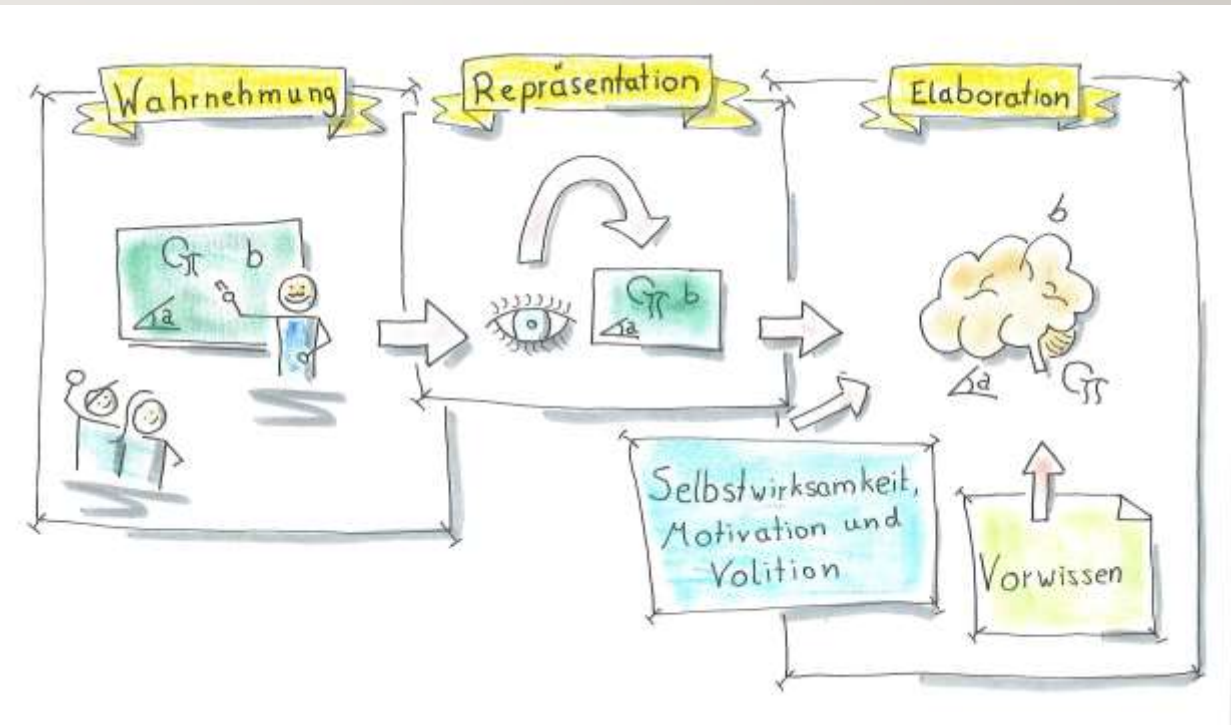 Wahrnehmung
Repräsentation
Elaboration
b
a
b
a
b
a
Selbstwirksamkeit,
Motivation und
Volition
Vorwissen